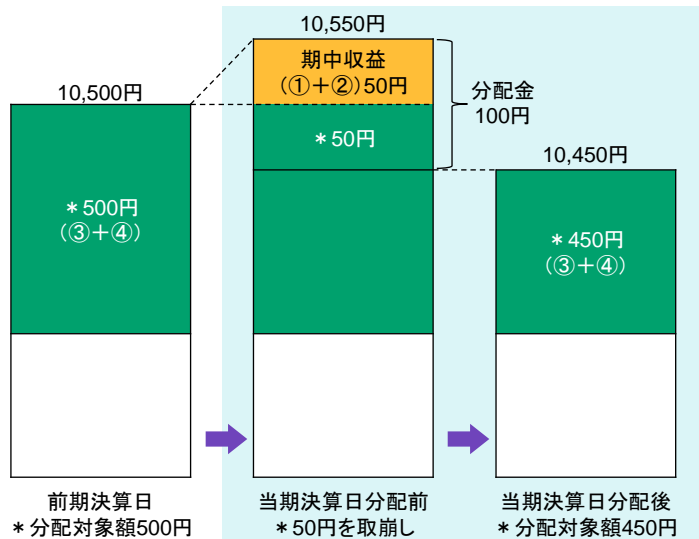 10,500円
＊500円
（③＋④）
前期決算日
＊分配対象額500円
10,550円
期中収益
（①＋②）50円
＊50円
分配金
100円
当期決算日分配前
＊50円を取崩し
10,450円
＊450円
（③＋④）
当期決算日分配後
＊分配対象額450円